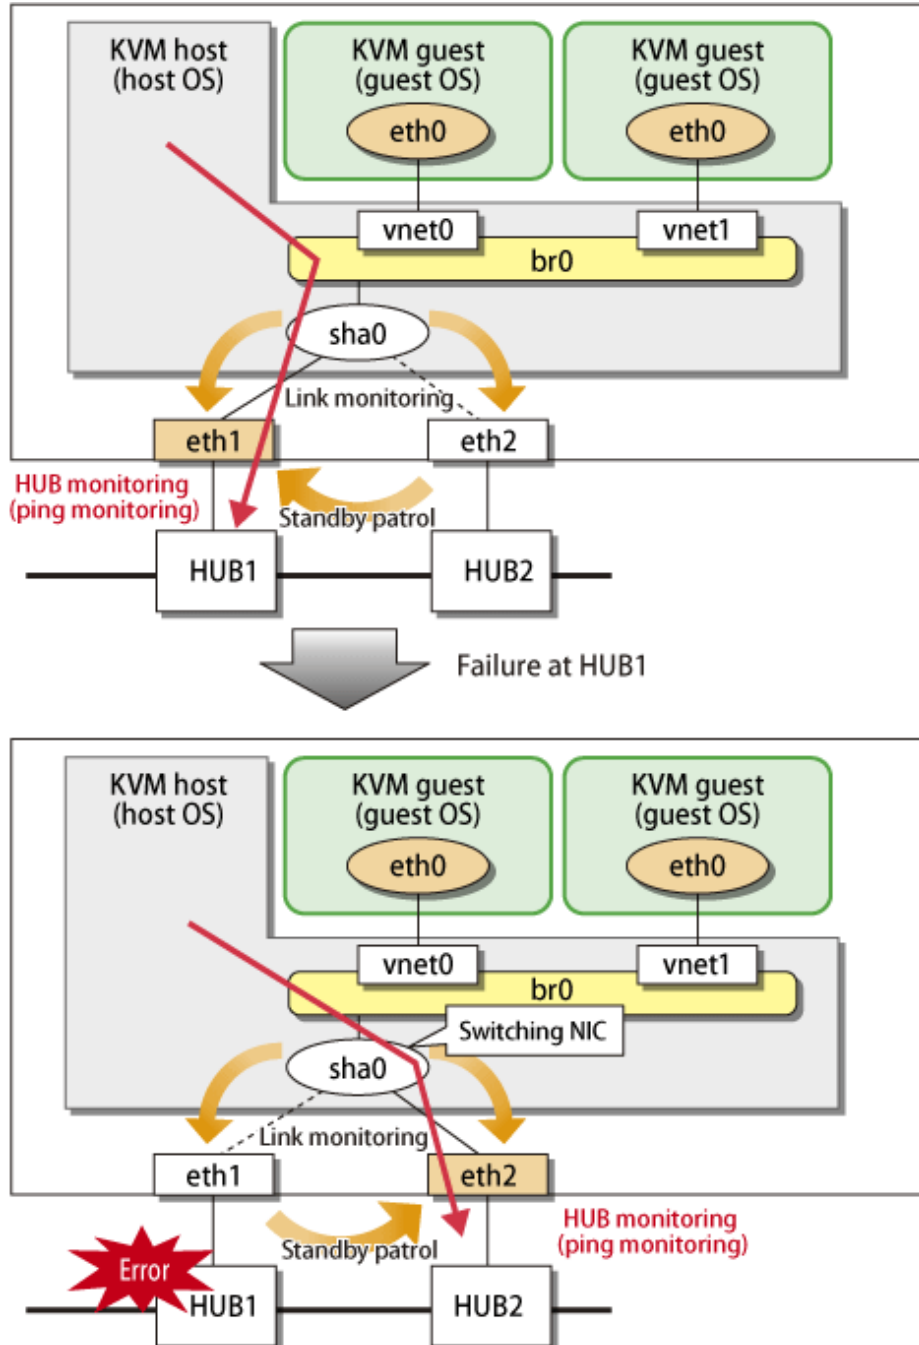 KVM host
(host OS)
KVM guest
(guest OS)
KVM guest
(guest OS)
eth0
eth0
vnet0
vnet1
br0
sha0
Link monitoring
eth1
eth2
HUB monitoring
(ping monitoring)
Standby patrol
HUB1
HUB2
Failure at HUB1
KVM host
(host OS)
KVM guest
(guest OS)
KVM guest
(guest OS)
eth0
eth0
vnet0
vnet1
br0
Switching NIC
sha0
Link monitoring
eth1
eth2
HUB monitoring
(ping monitoring)
Standby patrol
Error
HUB1
HUB2